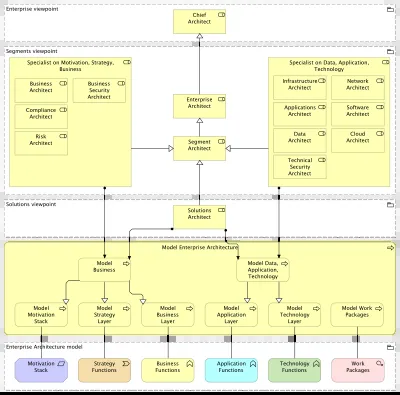 Enterprise viewpoint
Chief
Architect
Segments viewpoint
Specialist on Motivation, Strategy,
Business
Business
Architect
Business
Security
Architect
Compliance
Architect
Risk
Architect
Enterprise
Architect
Segment
Architect
Specialist on Data, Application,
Technology
Infrastructure
Architect
Network
Architect
Applications
Architect
Software
Architect
Data
Architect
Cloud
Architect
Technical
Security
Architect
Solutions viewpoint
Solutions
Architect
Model Enterprise Architecture
Model
Business
Model Data,
Application,
Technology
Model
Motivation
Stack
Model
Strategy
Layer
Model
Business
Layer
Model
Application
Layer
Model
Technology
Layer
Model Work
Packages
Enterprise Architecture model
Motivation
Stack
Strategy
Functions
Business
Functions
Application
Functions
Technology
Functions
Work
Packages